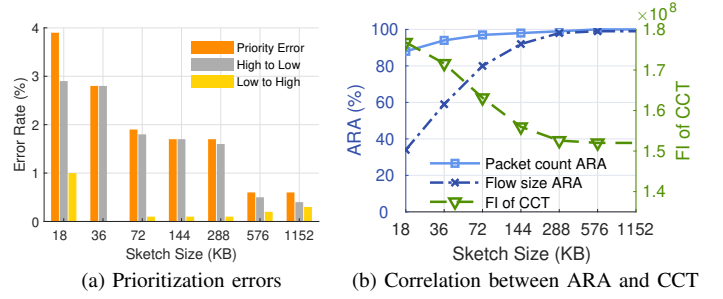 4
3
2
1
0
Error Rate (%)
Priority Error
High to Low
Low to High
18 36 72 144 288 576 1152
Sketch Size (KB)
(a) Prioritization errors
×10⁸
100
80
60
40
20
0
ARA (%)
1.8
1.7
1.6
1.5
1.4
FI of CCT
Packet count ARA
Flow size ARA
FI of CCT
18 36 72 144 288 576 1152
Sketch Size (KB)
(b) Correlation between ARA and CCT